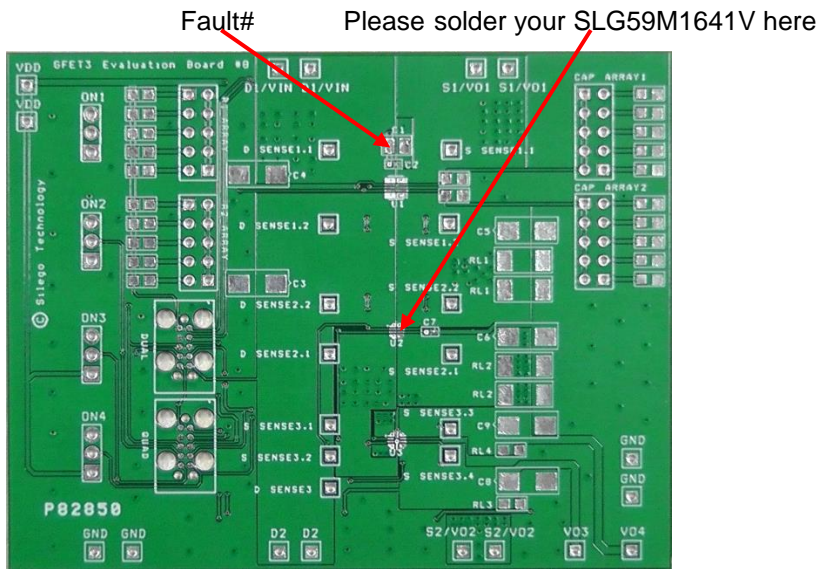 Fault# Please solder your SLG59M1641V here
GFET3 Evaluation Board #8
VDD
VDD
ON1
D1/VIN D1/VIN
S1/VO1 S1/VO1
CAP ARRAY1
D SENSE1.1
C2
S SENSE1.1
C4
U1
CAP ARRAY2
ON2
R2 ARRAY
D SENSE1.2
C5
RL1
© Silego Technology
C3
RL1
D SENSE2.2
S SENSE2.2
ON3
DUAL
C7
C6
D SENSE2.1
S SENSE2.1
RL2
RL2
ON4
QUAD
S SENSE3.3
S SENSE3.1
C9
S SENSE3.2
RL4
GND
S SENSE3.4
D SENSE3
C8
GND
RL3
P82850
GND GND
D2 D2
S2/VO2 S2/VO2
VO3
VO4